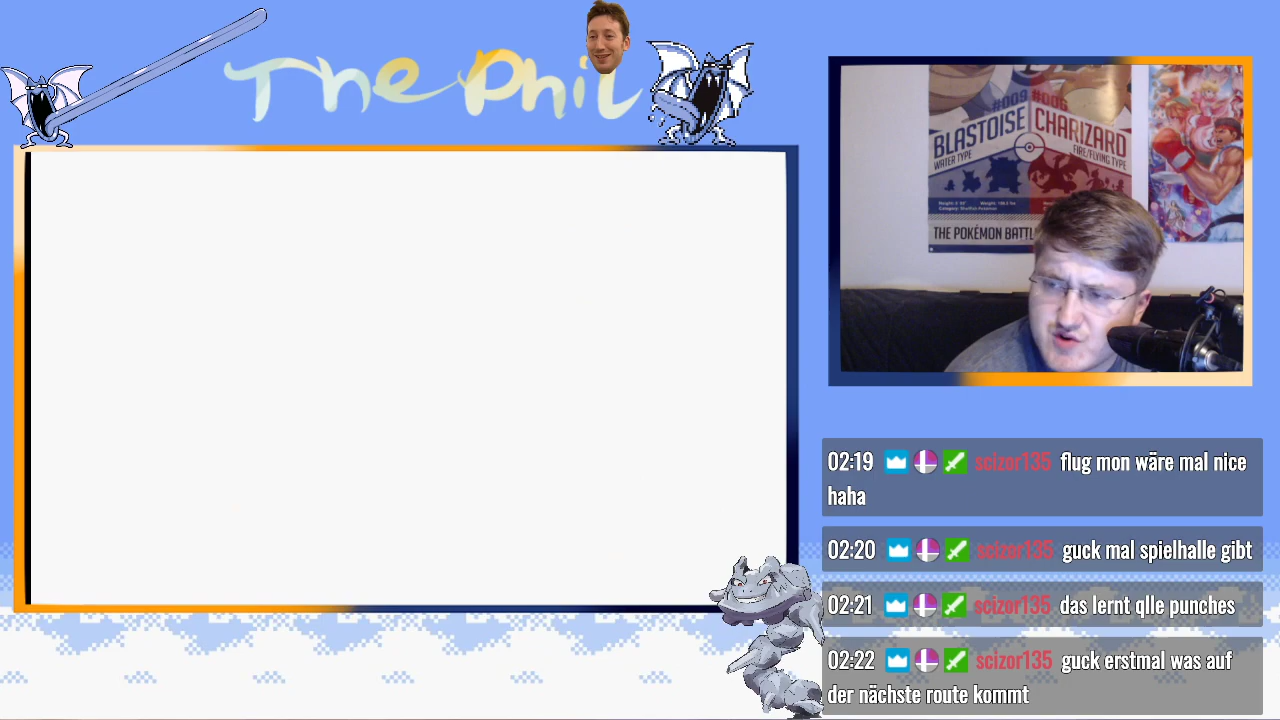 The Phil
#009 #006
BLASTOISE CHARIZARD
WATER TYPE FIRE/FLYING TYPE
THE POKÉMON BATTL
02:19 scizor135 flug mon wäre mal nice
haha
02:20 scizor135 guck mal spielhalle gibt
02:21 scizor135 das lernt qlle punches
02:22 scizor135 guck erstmal was auf
der nächste route kommt